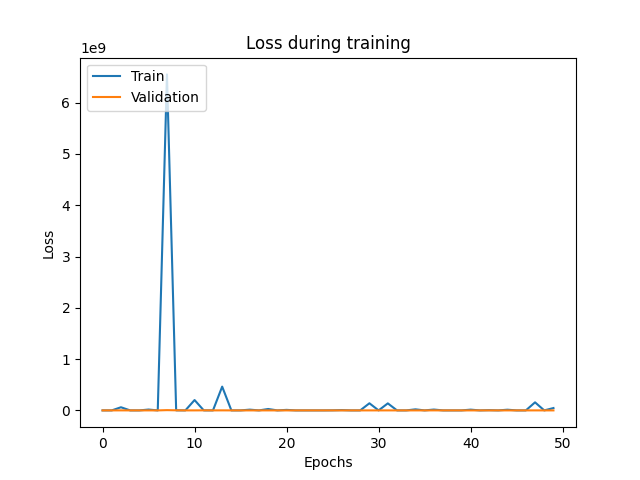 Loss during training
1e9
Train
Validation
6
5
4
3
2
1
0
Loss
0 10 20 30 40 50
Epochs